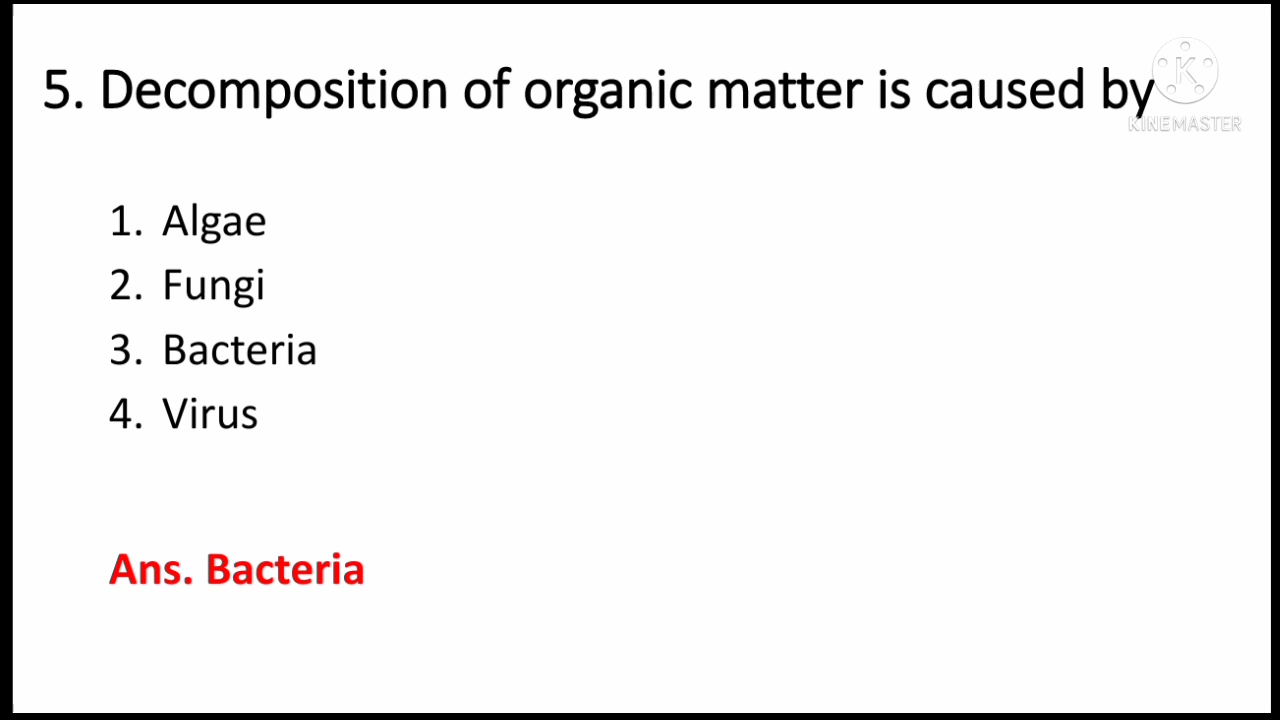 5. Decomposition of organic matter is caused by
K
KINEMASTER
1. Algae
2. Fungi
3. Bacteria
4. Virus
Ans. Bacteria